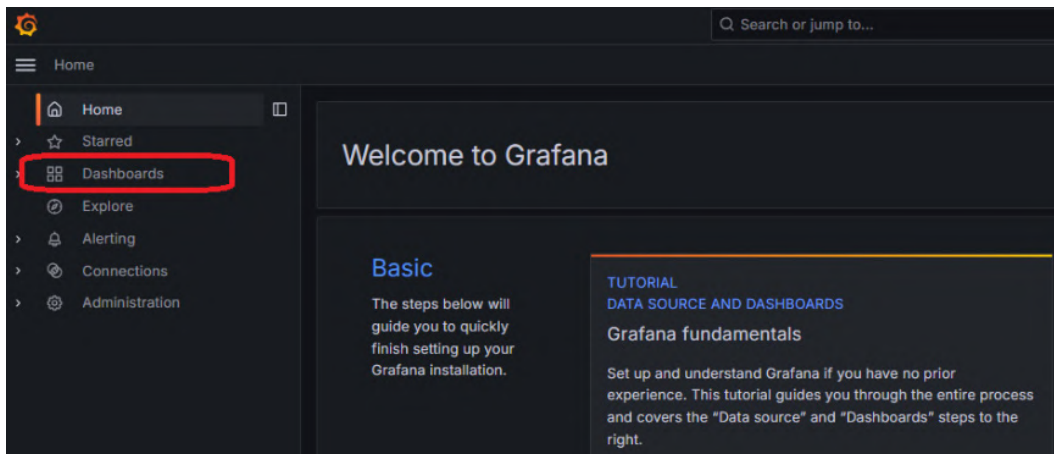 Search or jump to...
Home
Home
Starred
Dashboards
Explore
Alerting
Connections
Administration
Welcome to Grafana
Basic
The steps below will
guide you to quickly
finish setting up your
Grafana installation.
TUTORIAL
DATA SOURCE AND DASHBOARDS
Grafana fundamentals
Set up and understand Grafana if you have no prior
experience. This tutorial guides you through the entire process
and covers the “Data source” and “Dashboards” steps to the
right.